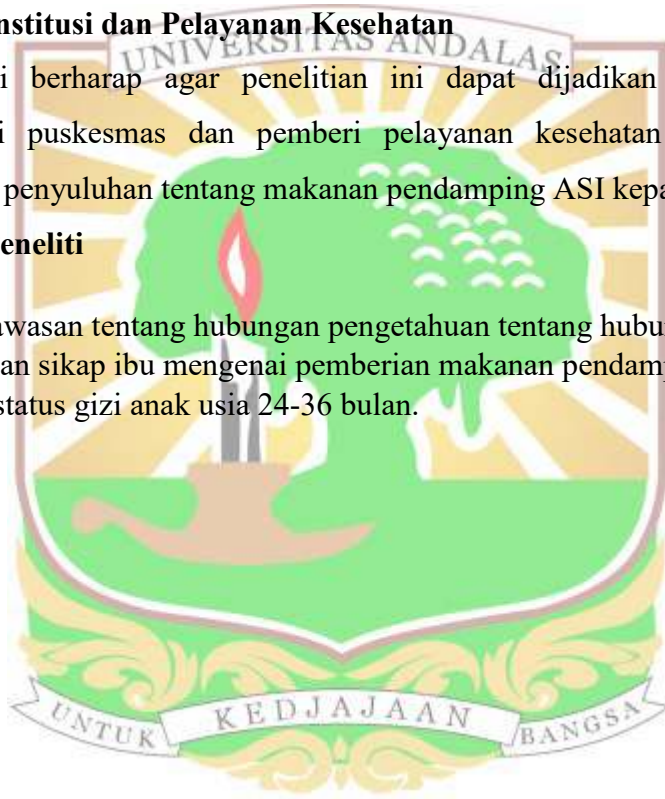 nstitusi dan Pelayanan Kesehatan
UNIVERSITAS ANDALAS
i berharap agar penelitian ini dapat dijadikan
i puskesmas dan pemberi pelayanan kesehatan
penyuluhan tentang makanan pendamping ASI kepa
eneliti
awasan tentang hubungan pengetahuan tentang hubun
an sikap ibu mengenai pemberian makanan pendamp
status gizi anak usia 24-36 bulan.
UNTUK KEDJAJAAN BANGSA